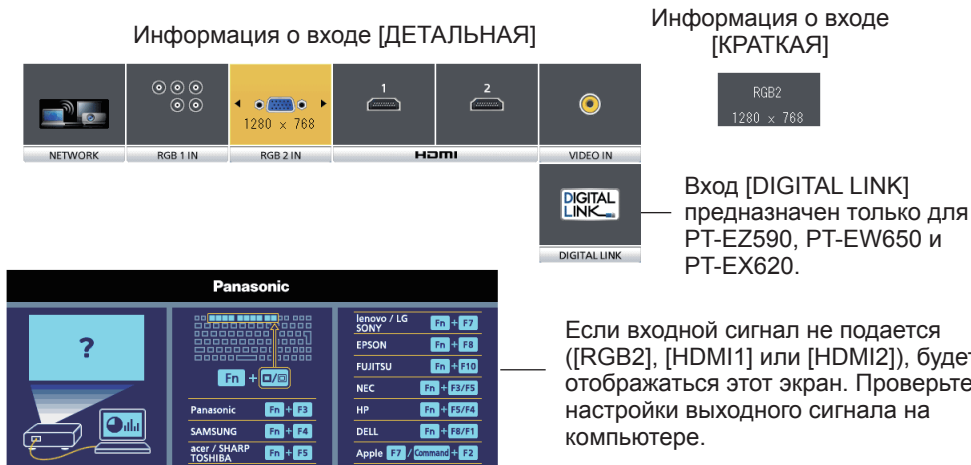 Информация о входе [ДЕТАЛЬНАЯ]
Информация о входе
[КРАТКАЯ]
1280 x 768
1
2
NETWORK
RGB 1 IN
RGB 2 IN
HDMI
VIDEO IN
RGB2
1280 x 768
DIGITAL
LINK
DIGITAL LINK
Вход [DIGITAL LINK]
предназначен только для
PT-EZ590, PT-EW650 и
PT-EX620.
Panasonic
?
Fn +
Panasonic Fn + F3
SAMSUNG Fn + F4
acer / SHARP
TOSHIBA Fn + F5
lenovo / LG
SONY Fn + F7
EPSON Fn + F8
FUJITSU Fn + F10
NEC Fn + F3/F5
HP Fn + F5/F4
DELL Fn + F8/F1
Apple F7 / Command + F2
Если входной сигнал не подается
([RGB2], [HDMI1] или [HDMI2]), будет
отображаться этот экран. Проверьте
настройки выходного сигнала на
компьютере.